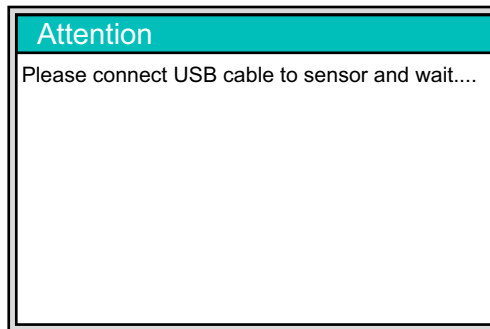 Attention
Please connect USB cable to sensor and wait....